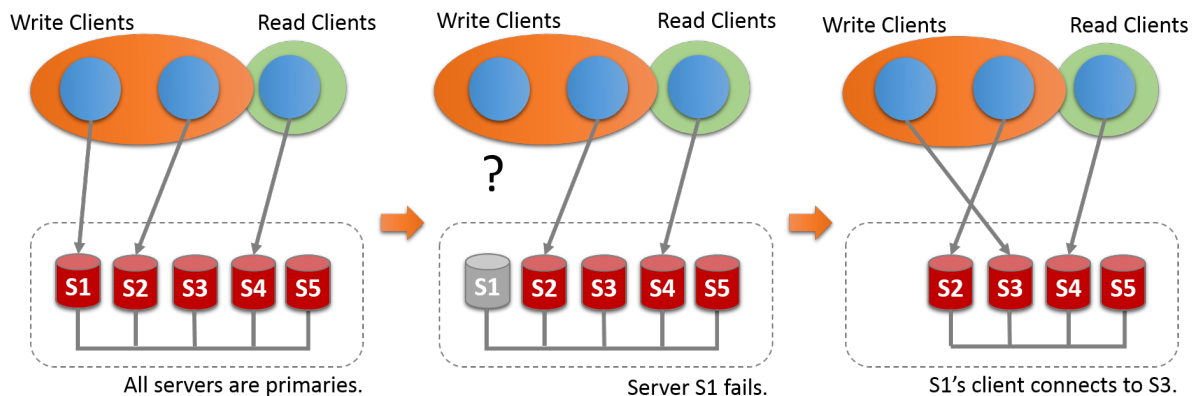 Write Clients
Read Clients
S1
S2
S3
S4
S5
All servers are primaries.
Write Clients
Read Clients
?
S1
S2
S3
S4
S5
Server S1 fails.
Write Clients
Read Clients
S2
S3
S4
S5
S1's client connects to S3.